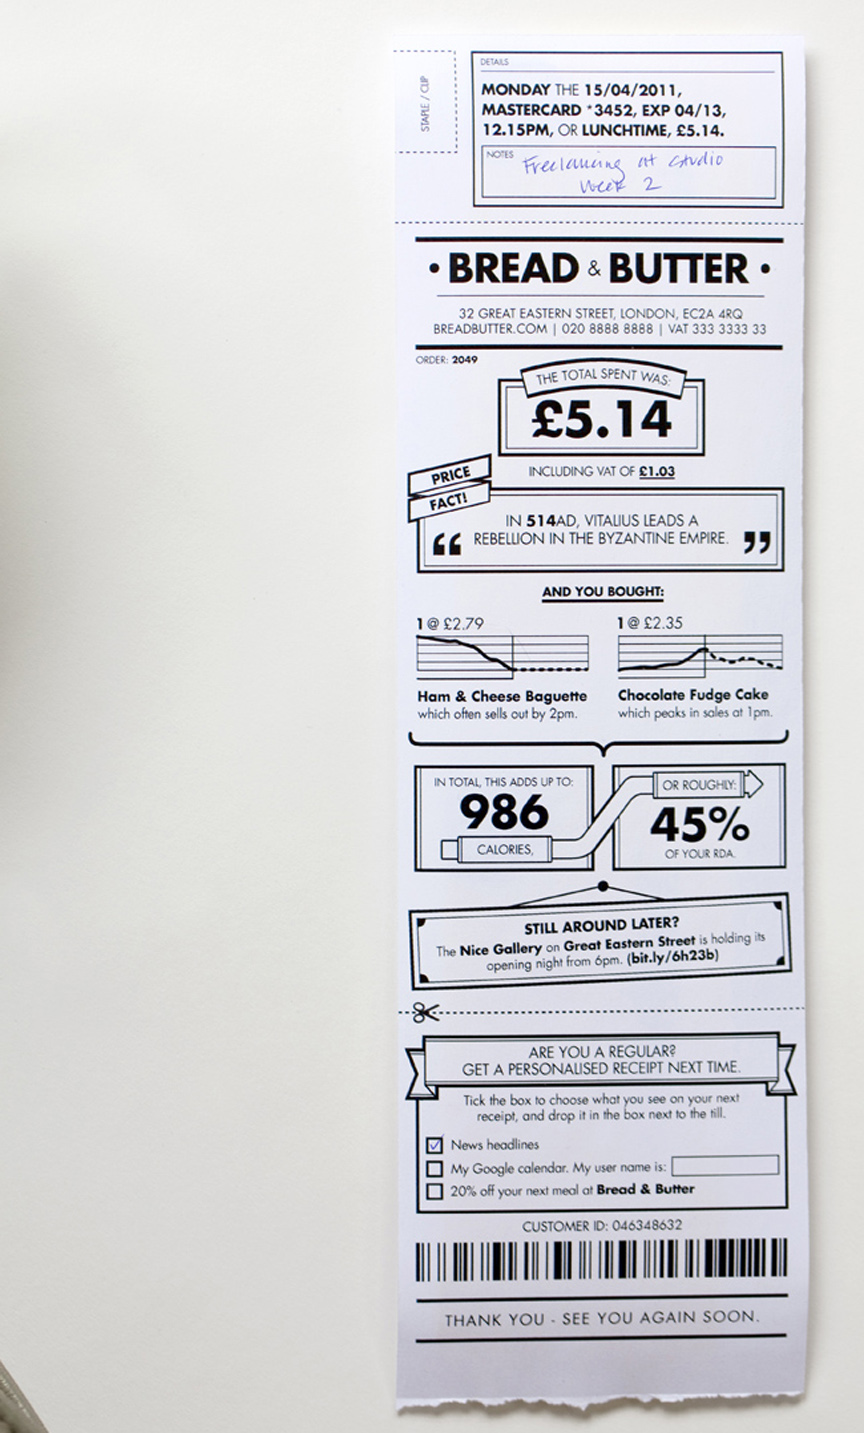 STAPLE / CLIP
DETAILS
MONDAY THE 15/04/2011,
MASTERCARD *3452, EXP 04/13,
12.15PM, OR LUNCHTIME, £5.14.
NOTES
Freelancing at studio
Week 2
• BREAD & BUTTER •
32 GREAT EASTERN STREET, LONDON, EC2A 4RQ
BREADBUTTER.COM | 020 8888 8888 | VAT 333 3333 33
ORDER: 2049
THE TOTAL SPENT WAS:
£5.14
INCLUDING VAT OF £1.03
PRICE
FACT!
“ IN 514AD, VITALIUS LEADS A
REBELLION IN THE BYZANTINE EMPIRE. ”
AND YOU BOUGHT:
1 @ £2.79
Ham & Cheese Baguette
which often sells out by 2pm.
1 @ £2.35
Chocolate Fudge Cake
which peaks in sales at 1pm.
IN TOTAL, THIS ADDS UP TO:
986
CALORIES,
OR ROUGHLY:
45%
OF YOUR RDA.
STILL AROUND LATER?
The Nice Gallery on Great Eastern Street is holding its
opening night from 6pm. (bit.ly/6h23b)
ARE YOU A REGULAR?
GET A PERSONALISED RECEIPT NEXT TIME.
Tick the box to choose what you see on your next
receipt, and drop it in the box next to the till.
News headlines
My Google calendar. My user name is:
20% off your next meal at Bread & Butter
CUSTOMER ID: 046348632
THANK YOU - SEE YOU AGAIN SOON.